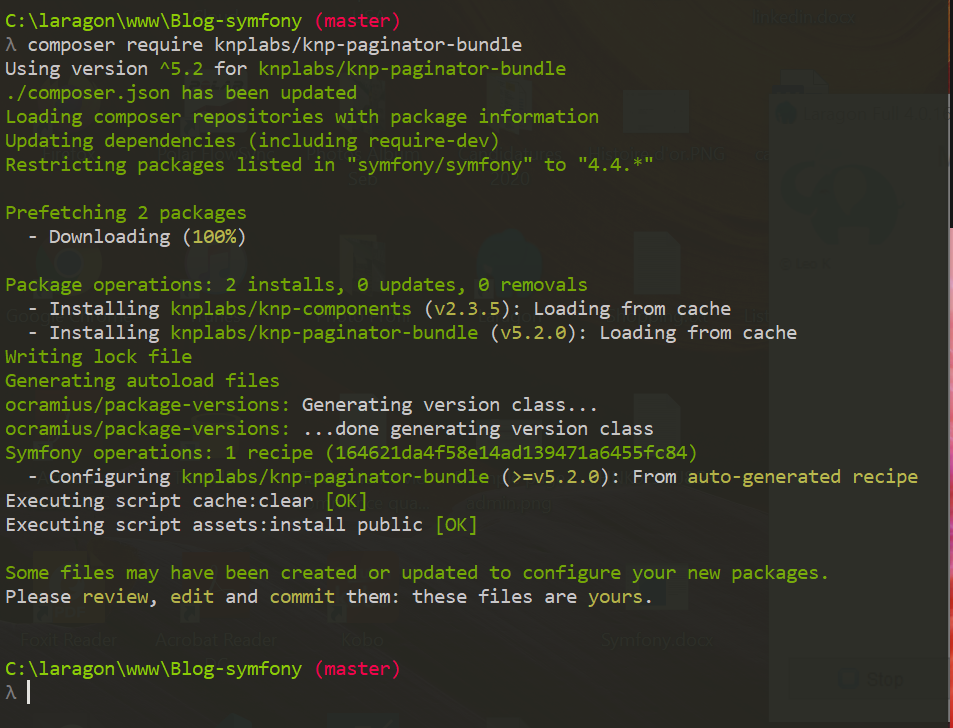 C:\laragon\www\Blog-symfony (master)
λ composer require knplabs/knp-paginator-bundle
Using version ^5.2 for knplabs/knp-paginator-bundle
./composer.json has been updated
Loading composer repositories with package information
Updating dependencies (including require-dev)
Restricting packages listed in "symfony/symfony" to "4.4.*"
Prefetching 2 packages
- Downloading (100%)
Package operations: 2 installs, 0 updates, 0 removals
- Installing knplabs/knp-components (v2.3.5): Loading from cache
- Installing knplabs/knp-paginator-bundle (v5.2.0): Loading from cache
Writing lock file
Generating autoload files
ocramius/package-versions: Generating version class...
ocramius/package-versions: ...done generating version class
Symfony operations: 1 recipe (164621da4f58e14ad139471a6455fc84)
- Configuring knplabs/knp-paginator-bundle (>=v5.2.0): From auto-generated recipe
Executing script cache:clear [OK]
Executing script assets:install public [OK]
Some files may have been created or updated to configure your new packages.
Please review, edit and commit them: these files are yours.
Foxit Reader Acrobat Reader Kobo Symfony.docx
C:\laragon\www\Blog-symfony (master)
λ
Stop